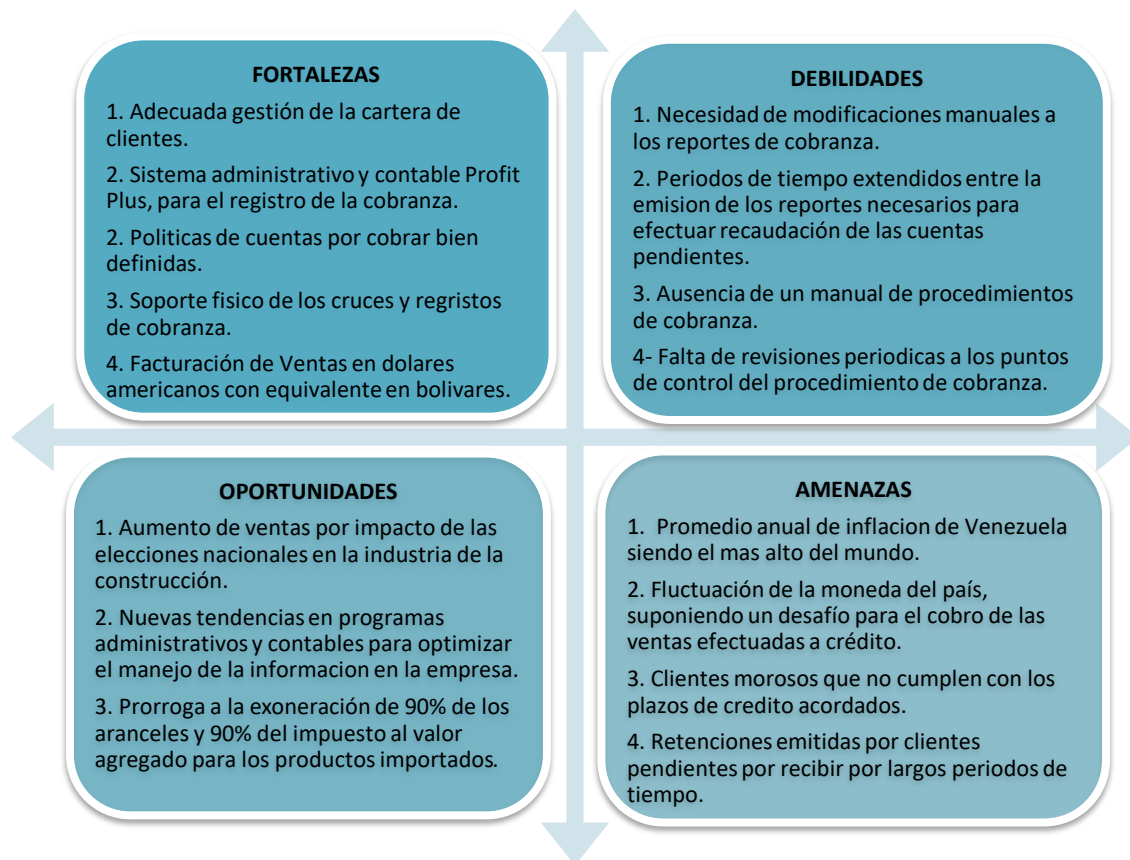 FORTALEZAS
1. Adecuada gestión de la cartera de
clientes.
2. Sistema administrativo y contable Profit
Plus, para el registro de la cobranza.
2. Politicas de cuentas por cobrar bien
definidas.
3. Soporte fisico de los cruces y regristos
de cobranza.
4. Facturación de Ventas en dolares
americanos con equivalente en bolivares.
DEBILIDADES
1. Necesidad de modificaciones manuales a
los reportes de cobranza.
2. Periodos de tiempo extendidos entre la
emision de los reportes necesarios para
efectuar recaudación de las cuentas
pendientes.
3. Ausencia de un manual de procedimientos
de cobranza.
4- Falta de revisiones periodicas a los puntos
de control del procedimiento de cobranza.
OPORTUNIDADES
1. Aumento de ventas por impacto de las
elecciones nacionales en la industria de la
construcción.
2. Nuevas tendencias en programas
administrativos y contables para optimizar
el manejo de la informacion en la empresa.
3. Prorroga a la exoneración de 90% de los
aranceles y 90% del impuesto al valor
agregado para los productos importados.
AMENAZAS
1. Promedio anual de inflacion de Venezuela
siendo el mas alto del mundo.
2. Fluctuación de la moneda del país,
suponiendo un desafío para el cobro de las
ventas efectuadas a crédito.
3. Clientes morosos que no cumplen con los
plazos de credito acordados.
4. Retenciones emitidas por clientes
pendientes por recibir por largos periodos de
tiempo.